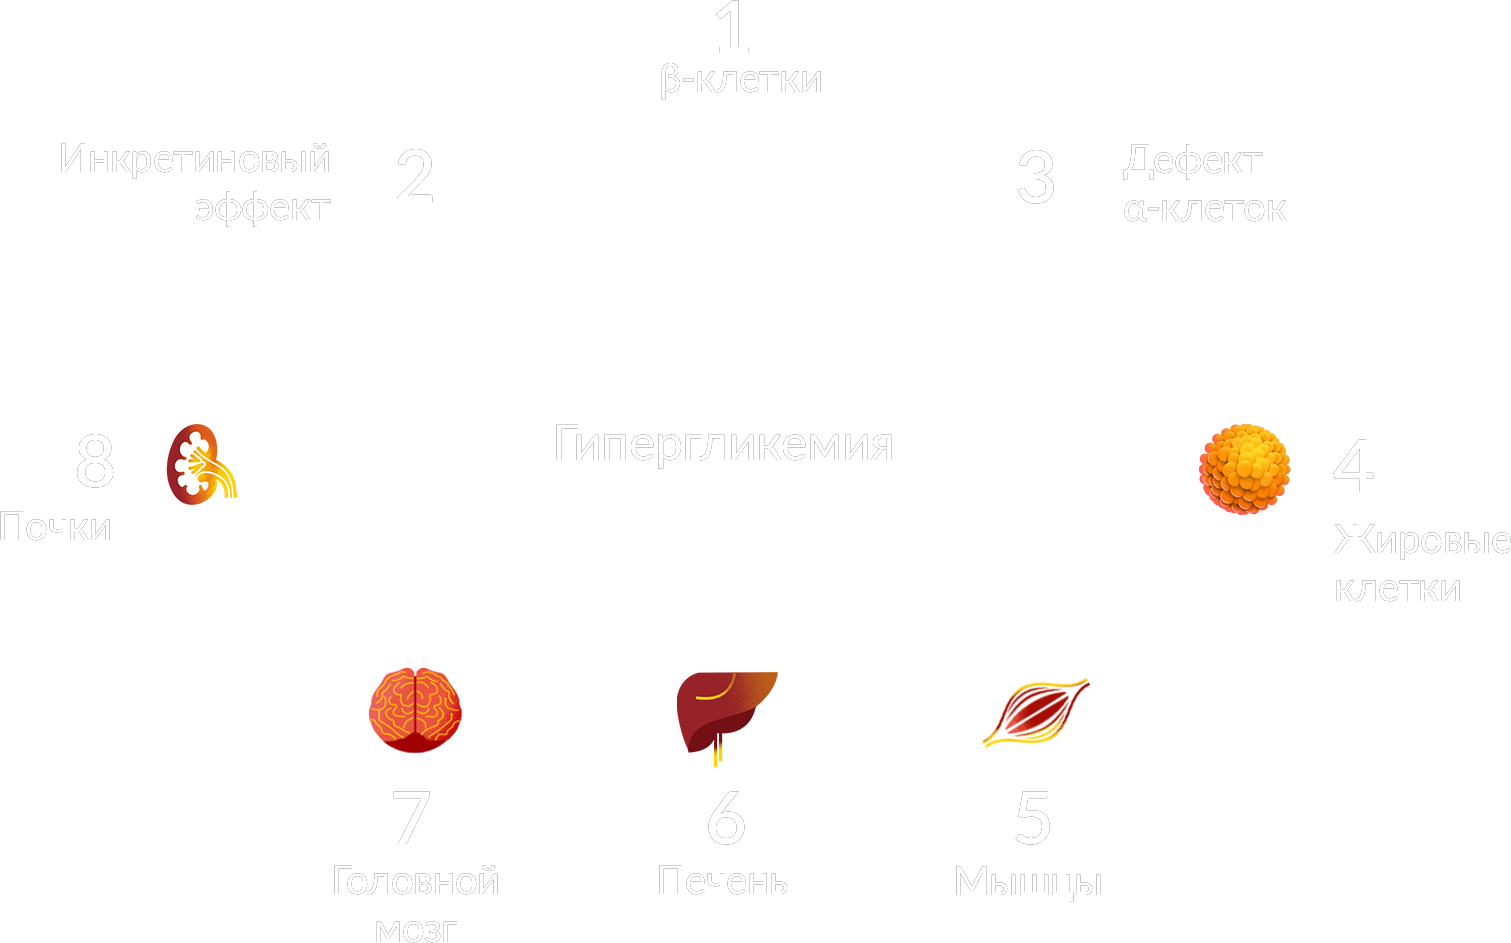 1
β-клетки
Инкретиновый
эффект
2
3
Дефект
α-клеток
8
Почки
Гипергликемия
4
Жировые
клетки
7
Головной
мозг
6
Печень
5
Мышцы